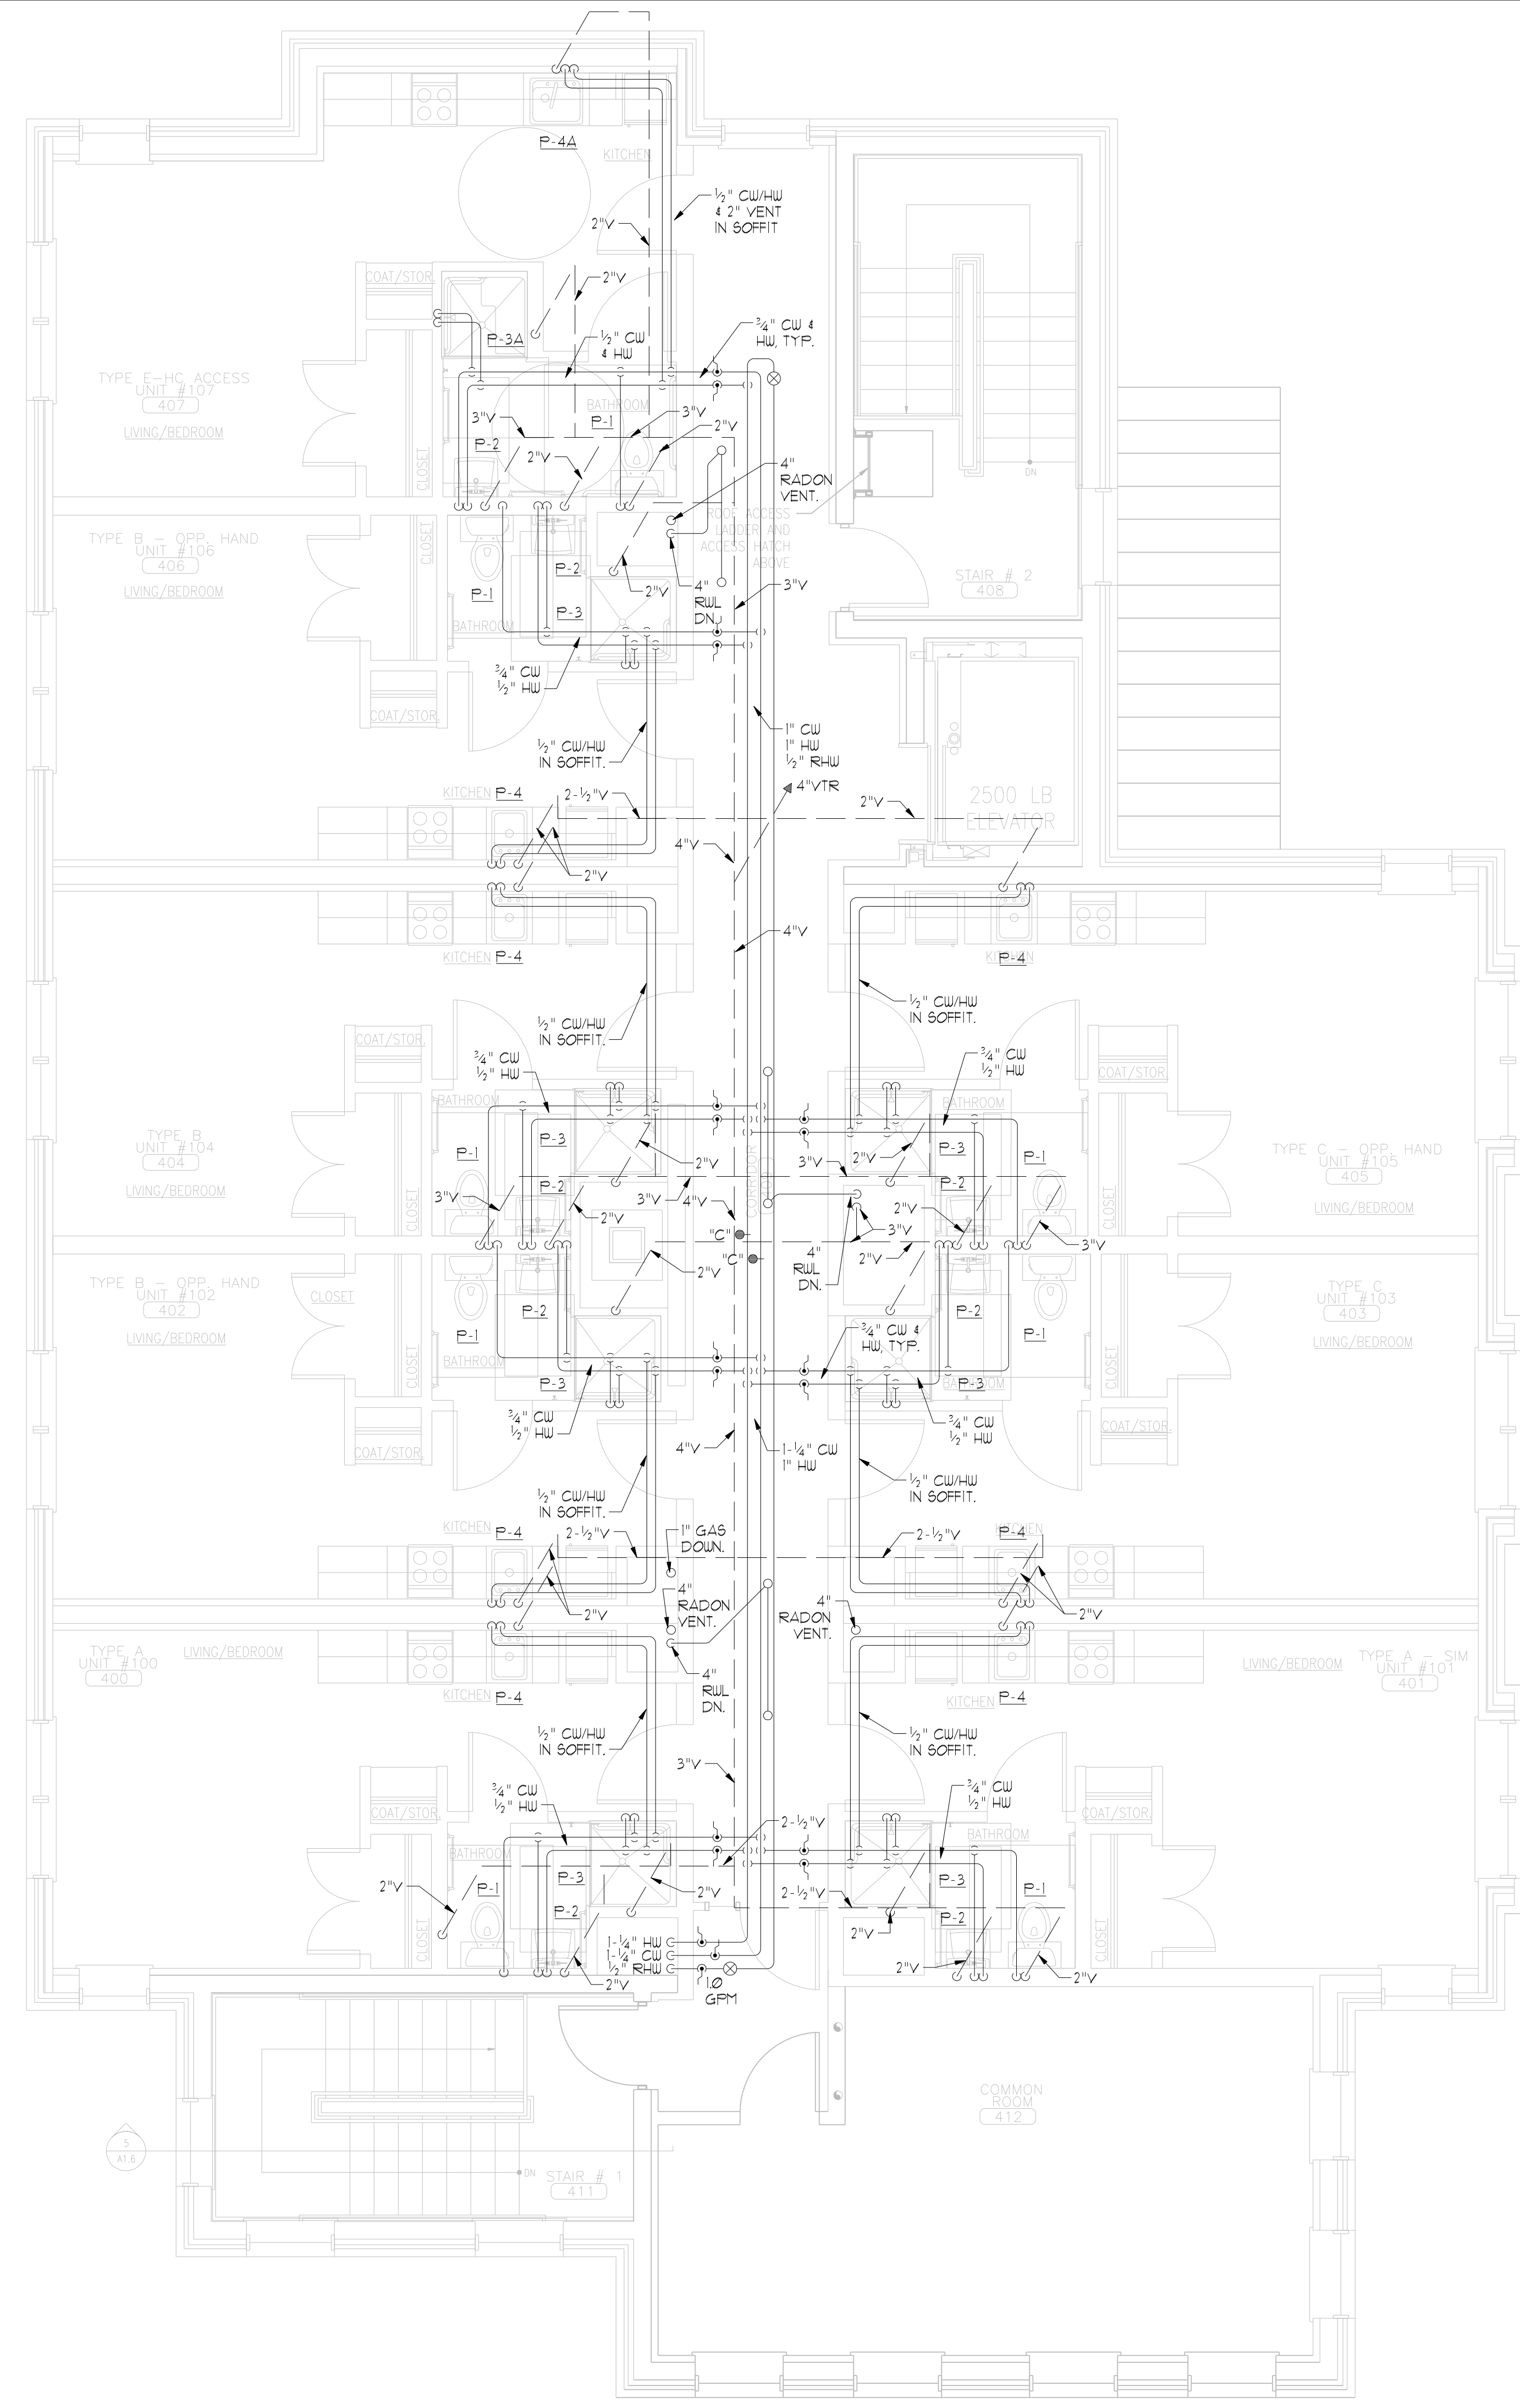 P-4A
KITCHEN
½" CW/HW
& 2" VENT
IN SOFFIT
2"V
COAT/STOR.
2"V
P-3A
½" CW
& HW
¾" CW &
HW, TYP.
TYPE E-HC ACCESS
UNIT #107
407
LIVING/BEDROOM
CLOSET
3"V
P-2
2"V
P-1
BATHROOM
3"V
2"V
4"
RADON
VENT.
DN
ROOF ACCESS
LADDER AND
ACCESS HATCH
ABOVE
TYPE B - OPP. HAND
UNIT #106
406
LIVING/BEDROOM
CLOSET
P-2
P-1
P-3
BATHROOM
2"V
4"
RWL
DN.
3"V
STAIR # 2
408
¾" CW
½" HW
COAT/STOR.
½" CW/HW
IN SOFFIT.
1" CW
1" HW
½" RHW
4"VTR
KITCHEN
P-4
2-½"V
2"V
2500 LB
ELEVATOR
4"V
2"V
4"V
KITCHEN
P-4
KITCHEN
P-4
½" CW/HW
IN SOFFIT.
½" CW/HW
IN SOFFIT.
COAT/STOR.
¾" CW
½" HW
¾" CW
½" HW
COAT/STOR.
BATHROOM
BATHROOM
TYPE B
UNIT #104
404
LIVING/BEDROOM
CLOSET
P-1
P-3
P-2
3"V
2"V
3"V
4"V
2"V
CORRIDOR
3"V
2"V
P-3
P-2
P-1
2"V
3"V
CLOSET
TYPE C - OPP. HAND
UNIT #105
405
LIVING/BEDROOM
"C"
"C"
3"V
4"
RWL
DN.
2"V
2"V
TYPE B - OPP. HAND
UNIT #102
402
LIVING/BEDROOM
CLOSET
CLOSET
P-2
P-1
BATHROOM
P-3
¾" CW &
HW, TYP.
P-2
P-1
P-3
BATHROOM
CLOSET
TYPE C
UNIT #103
403
LIVING/BEDROOM
¾" CW
½" HW
COAT/STOR.
4"V
1-¼" CW
1" HW
¾" CW
½" HW
COAT/STOR.
½" CW/HW
IN SOFFIT.
½" CW/HW
IN SOFFIT.
KITCHEN
P-4
2-½"V
1" GAS
DOWN.
2-½"V
KITCHEN
P-4
2"V
4"
RADON
VENT.
4"
RADON
VENT.
2"V
TYPE A
UNIT #100
400
LIVING/BEDROOM
KITCHEN
P-4
4"
RWL
DN.
KITCHEN
P-4
LIVING/BEDROOM
TYPE A - SIM
UNIT #101
401
½" CW/HW
IN SOFFIT.
½" CW/HW
IN SOFFIT.
3"V
¾" CW
½" HW
¾" CW
½" HW
COAT/STOR.
2-½"V
COAT/STOR.
BATHROOM
BATHROOM
2"V
P-1
P-3
P-2
2"V
2-½"V
P-3
P-2
P-1
CLOSET
CLOSET
2"V
2"V
2"V
2"V
1-¼" HW
1-¼" CW
½" RHW
1.0
GPM
COMMON
ROOM
412
5
A1.6
DN
STAIR # 1
411